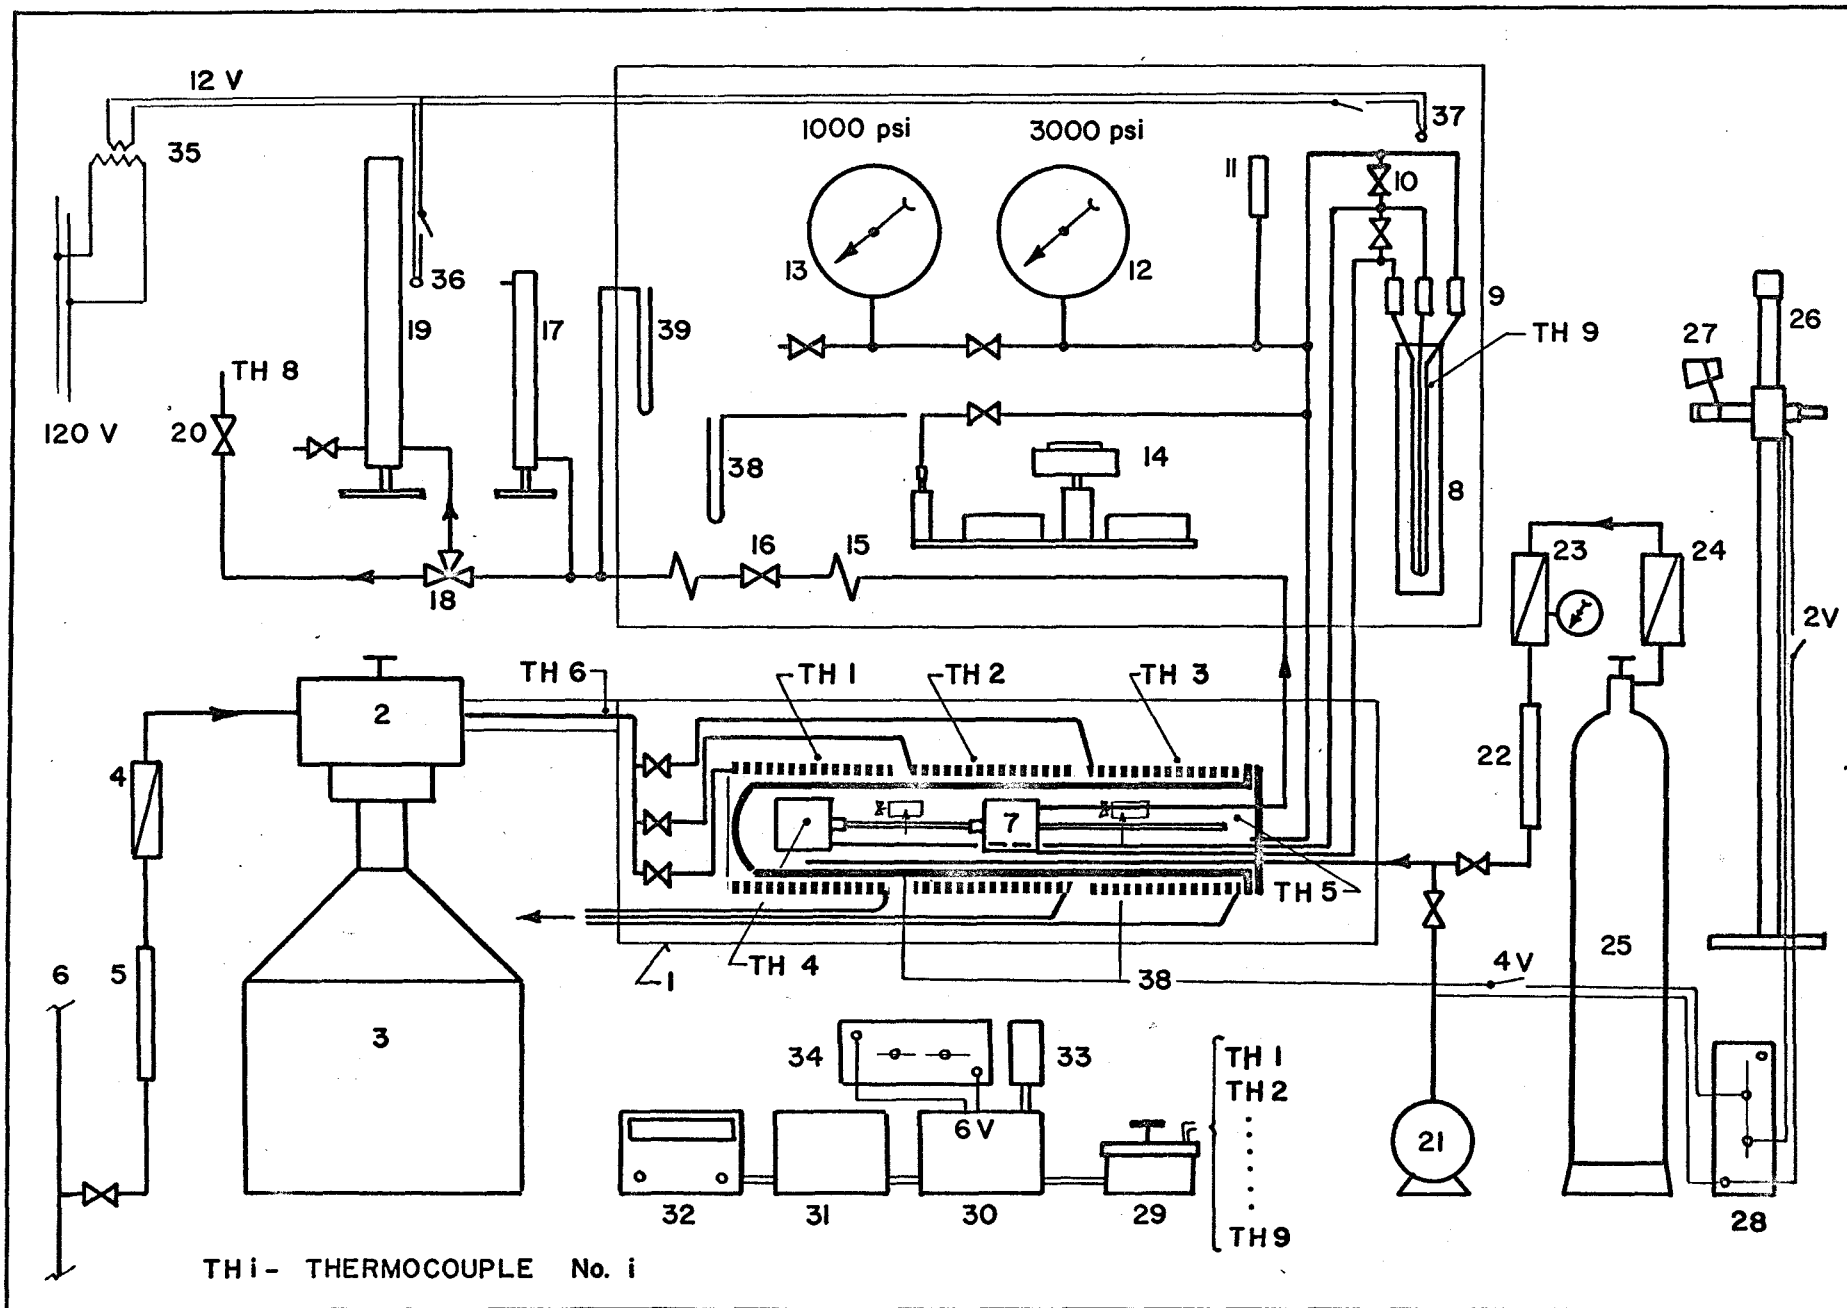 12 V
35
1000 psi
3000 psi
37
11
10
13
12
36
19
17
39
9
TH 9
26
27
TH 8
20
120 V
38
14
8
16
15
18
23
24
2V
TH 6
TH 1
TH 2
TH 3
2
4
22
7
TH 5
TH 4
1
38
4V
25
6
5
3
34
33
TH 1
TH 2
6 V
21
32
31
30
29
TH 9
28
TH i - THERMOCOUPLE No. i